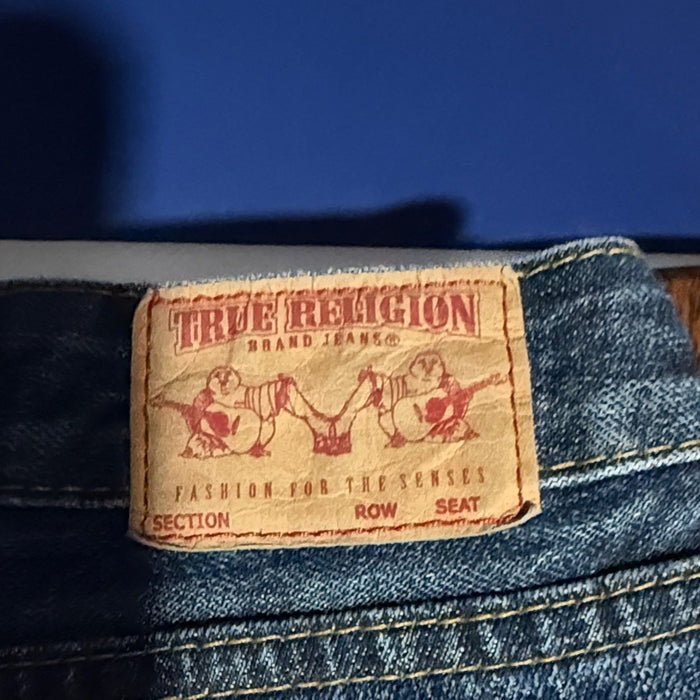 TRUE RELIGION
BRAND JEANS®
FASHION FOR THE SENSES
SECTION ROW SEAT